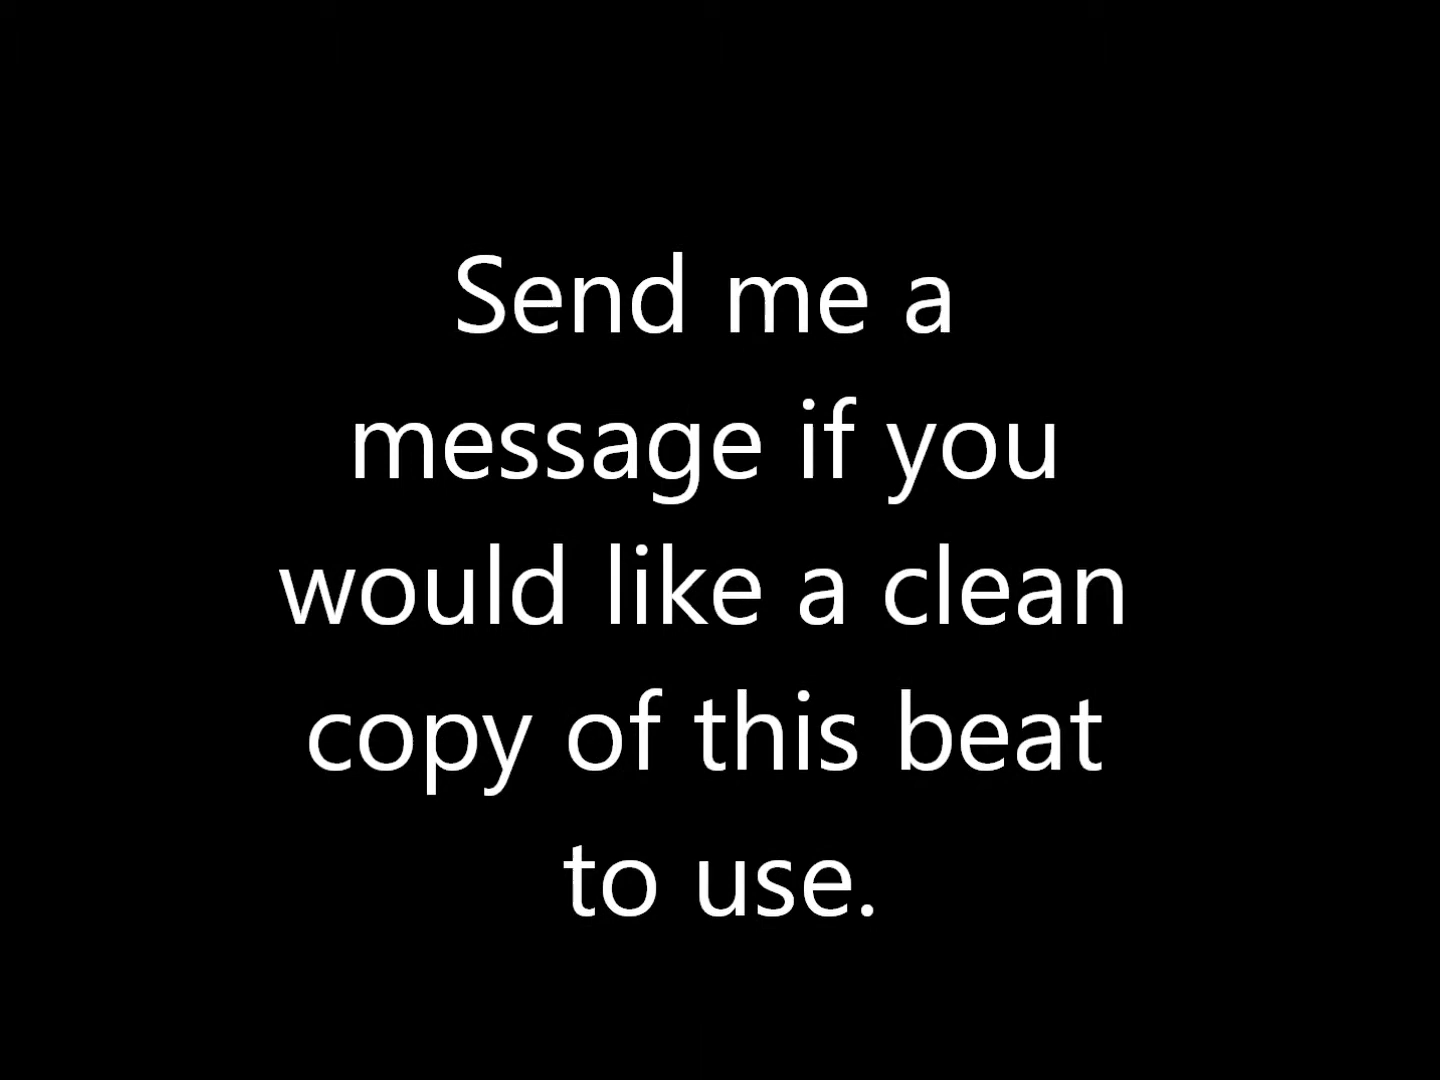 Send me a
message if you
would like a clean
copy of this beat
to use.